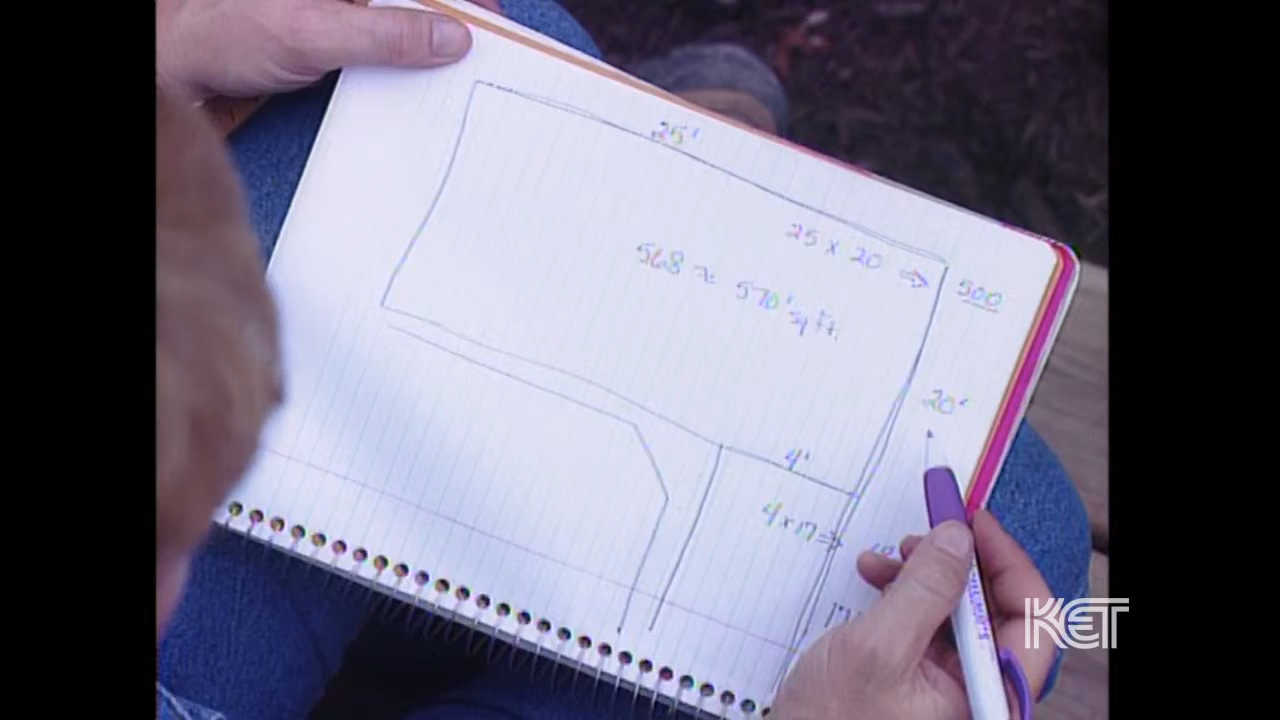 25'
25 x 20 ⇒ 500
568 ≈ 570' sq ft.
20'
4'
4 x 17 ⇒
KET